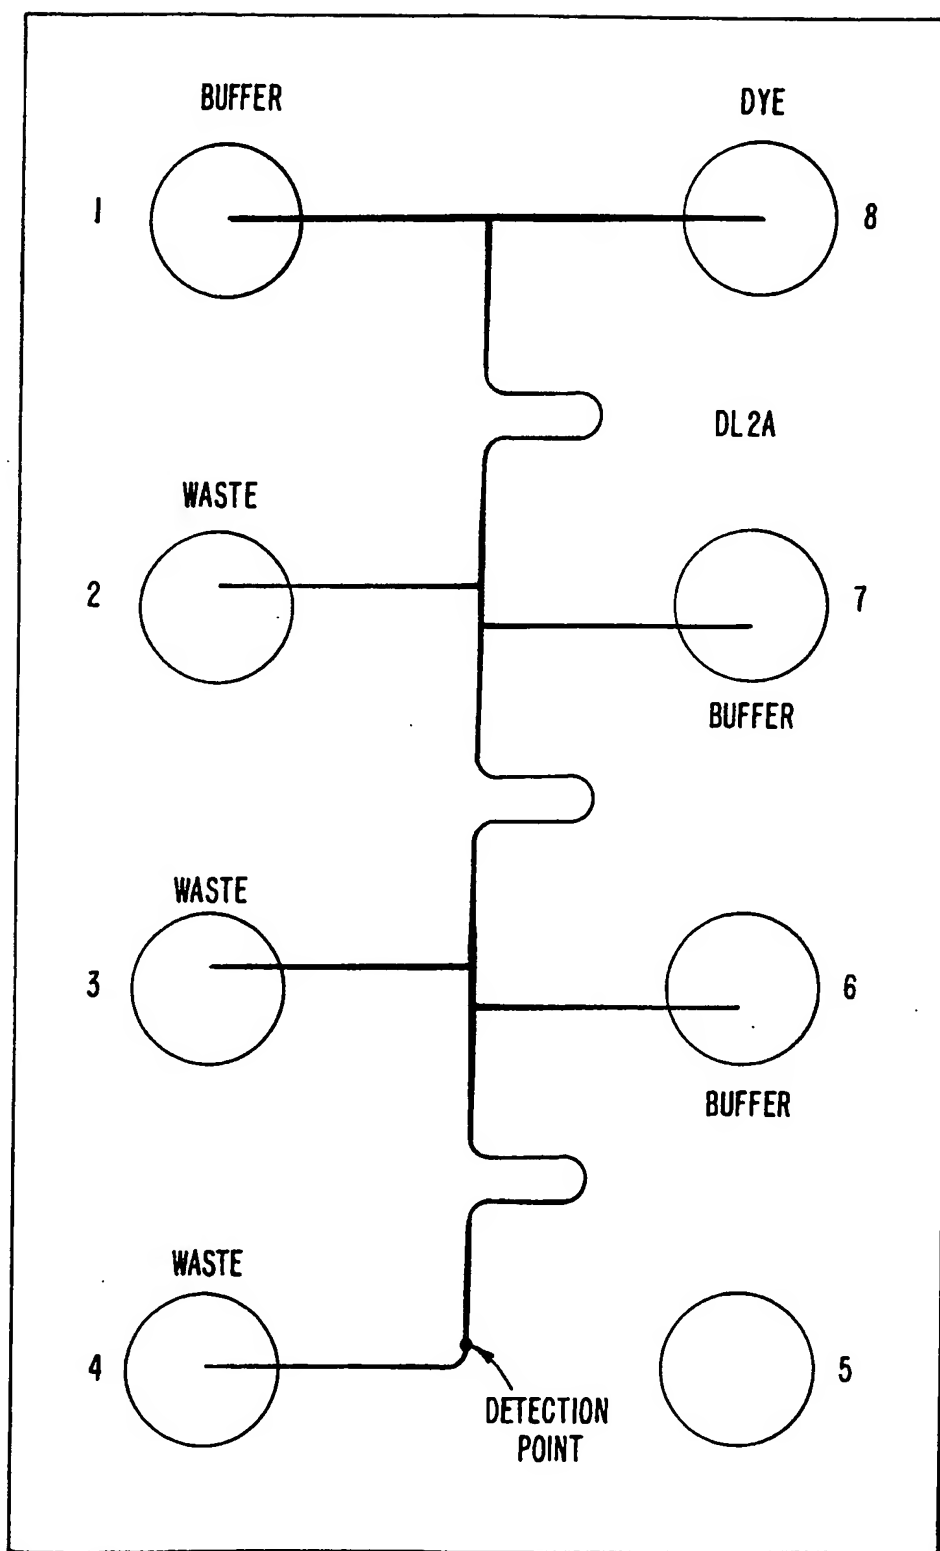 BUFFER
DYE
1
8
DL2A
WASTE
2
7
BUFFER
WASTE
3
6
BUFFER
WASTE
4
5
DETECTION
POINT